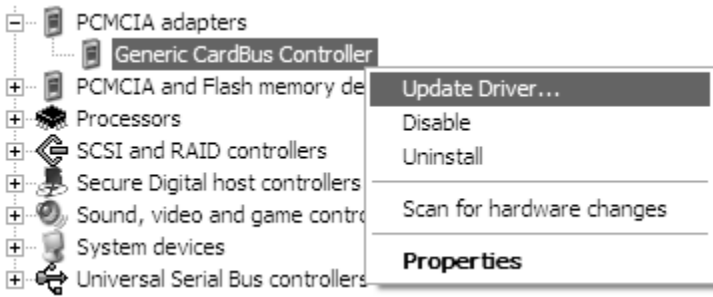 PCMCIA adapters
Generic CardBus Controller
PCMCIA and Flash memory de
Processors
SCSI and RAID controllers
Secure Digital host controllers
Sound, video and game contro
System devices
Universal Serial Bus controllers
Update Driver...
Disable
Uninstall
Scan for hardware changes
Properties